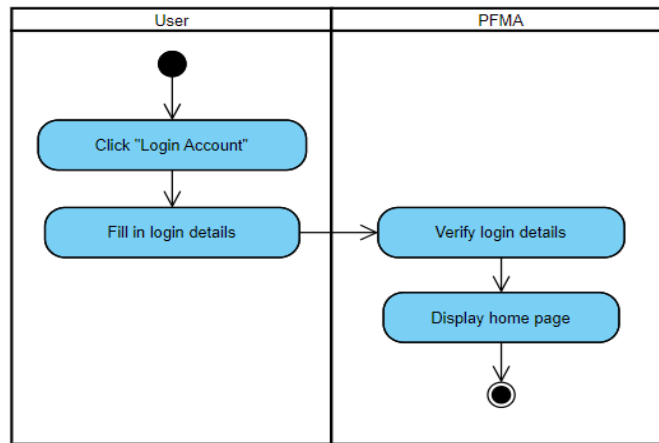 User
PFMA
Click "Login Account"
Fill in login details
Verify login details
Display home page